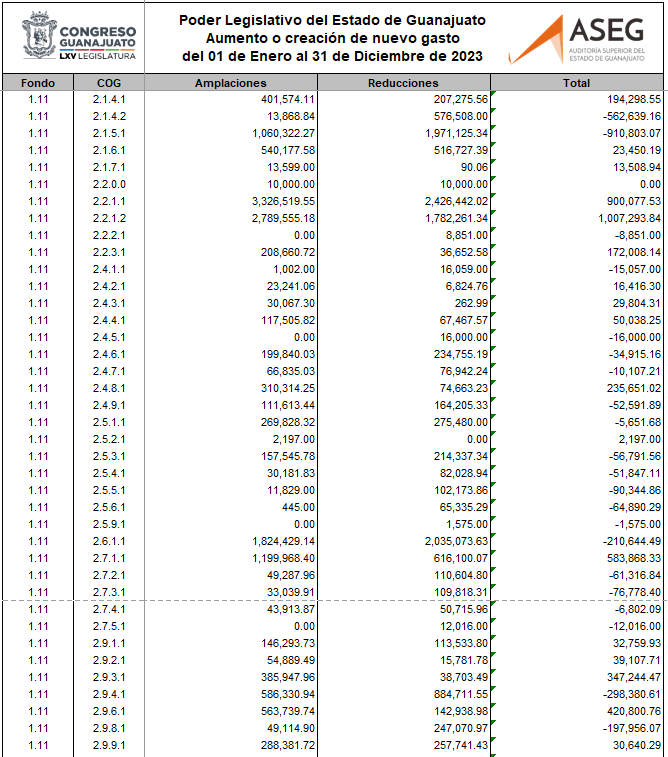 CONGRESO
GUANAJUATO
LXV LEGISLATURA
Poder Legislativo del Estado de Guanajuato
Aumento o creación de nuevo gasto
del 01 de Enero al 31 de Diciembre de 2023
ASEG
AUDITORÍA SUPERIOR DEL
ESTADO DE GUANAJUATO
Fondo COG Amplaciones Reducciones Total
1.11 2.1.4.1 401,574.11 207,275.56 194,298.55
1.11 2.1.4.2 13,868.84 576,508.00 -562,639.16
1.11 2.1.5.1 1,060,322.27 1,971,125.34 -910,803.07
1.11 2.1.6.1 540,177.58 516,727.39 23,450.19
1.11 2.1.7.1 13,599.00 90.06 13,508.94
1.11 2.2.0.0 10,000.00 10,000.00 0.00
1.11 2.2.1.1 3,326,519.55 2,426,442.02 900,077.53
1.11 2.2.1.2 2,789,555.18 1,782,261.34 1,007,293.84
1.11 2.2.2.1 0.00 8,851.00 -8,851.00
1.11 2.2.3.1 208,660.72 36,652.58 172,008.14
1.11 2.4.1.1 1,002.00 16,059.00 -15,057.00
1.11 2.4.2.1 23,241.06 6,824.76 16,416.30
1.11 2.4.3.1 30,067.30 262.99 29,804.31
1.11 2.4.4.1 117,505.82 67,467.57 50,038.25
1.11 2.4.5.1 0.00 16,000.00 -16,000.00
1.11 2.4.6.1 199,840.03 234,755.19 -34,915.16
1.11 2.4.7.1 66,835.03 76,942.24 -10,107.21
1.11 2.4.8.1 310,314.25 74,663.23 235,651.02
1.11 2.4.9.1 111,613.44 164,205.33 -52,591.89
1.11 2.5.1.1 269,828.32 275,480.00 -5,651.68
1.11 2.5.2.1 2,197.00 0.00 2,197.00
1.11 2.5.3.1 157,545.78 214,337.34 -56,791.56
1.11 2.5.4.1 30,181.83 82,028.94 -51,847.11
1.11 2.5.5.1 11,829.00 102,173.86 -90,344.86
1.11 2.5.6.1 445.00 65,335.29 -64,890.29
1.11 2.5.9.1 0.00 1,575.00 -1,575.00
1.11 2.6.1.1 1,824,429.14 2,035,073.63 -210,644.49
1.11 2.7.1.1 1,199,968.40 616,100.07 583,868.33
1.11 2.7.2.1 49,287.96 110,604.80 -61,316.84
1.11 2.7.3.1 33,039.91 109,818.31 -76,778.40
1.11 2.7.4.1 43,913.87 50,715.96 -6,802.09
1.11 2.7.5.1 0.00 12,016.00 -12,016.00
1.11 2.9.1.1 146,293.73 113,533.80 32,759.93
1.11 2.9.2.1 54,889.49 15,781.78 39,107.71
1.11 2.9.3.1 385,947.96 38,703.49 347,244.47
1.11 2.9.4.1 586,330.94 884,711.55 -298,380.61
1.11 2.9.6.1 563,739.74 142,938.98 420,800.76
1.11 2.9.8.1 49,114.90 247,070.97 -197,956.07
1.11 2.9.9.1 288,381.72 257,741.43 30,640.29